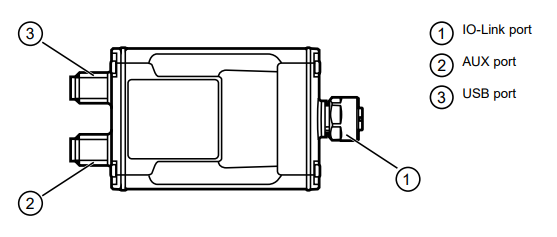 3
2
1
1 IO-Link port
2 AUX port
3 USB port